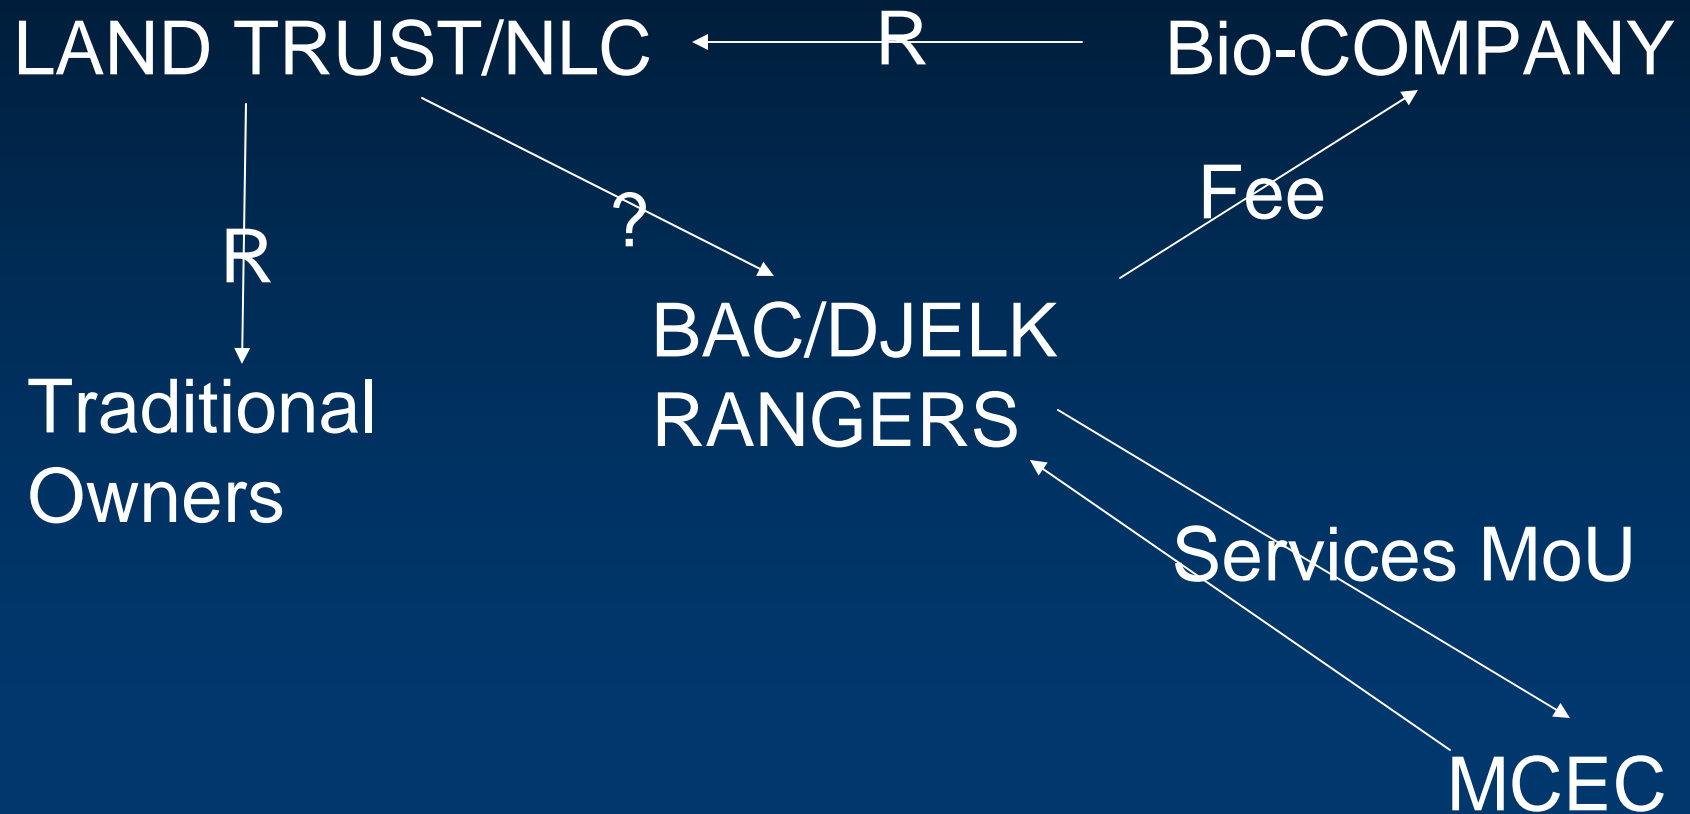 LAND TRUST/NLC
R
Bio-COMPANY
Fee
?
R
BAC/DJELK
RANGERS
Traditional
Owners
Services MoU
MCEC